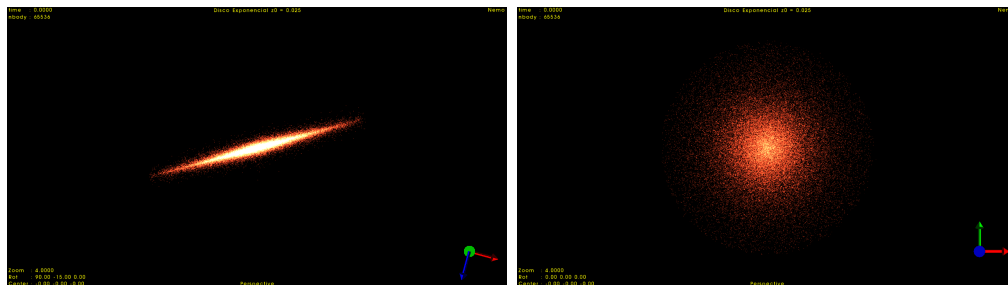 time : 0.0000 Disco Exponencial z0 = 0.025 Nemo
nbody : 65536
Zoom : 4.0000
Rot : 90.00 -15.00 0.00
Center : -0.00 -0.00 -0.00 Perspective
time : 0.0000 Disco Exponencial z0 = 0.025
nbody : 65536
Zoom : 4.0000
Rot : 0.00 0.00 0.00
Center : -0.00 -0.00 -0.00 Perspective